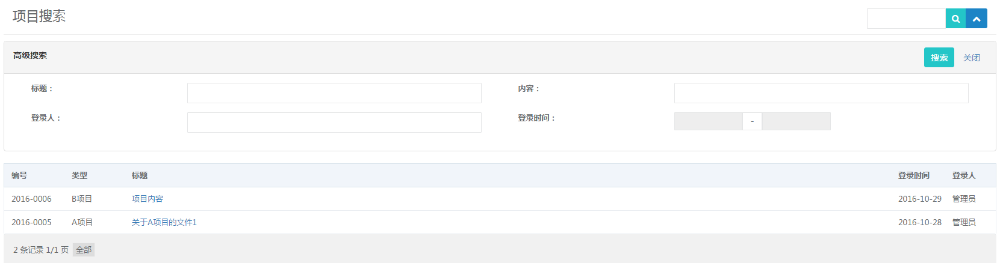 项目搜索
高级搜索 搜索 关闭
标题： 内容：
登录人： 登录时间： -
编号 类型 标题 登录时间 登录人
2016-0006 B项目 项目内容 2016-10-29 管理员
2016-0005 A项目 关于A项目的文件1 2016-10-28 管理员
2 条记录 1/1 页 全部